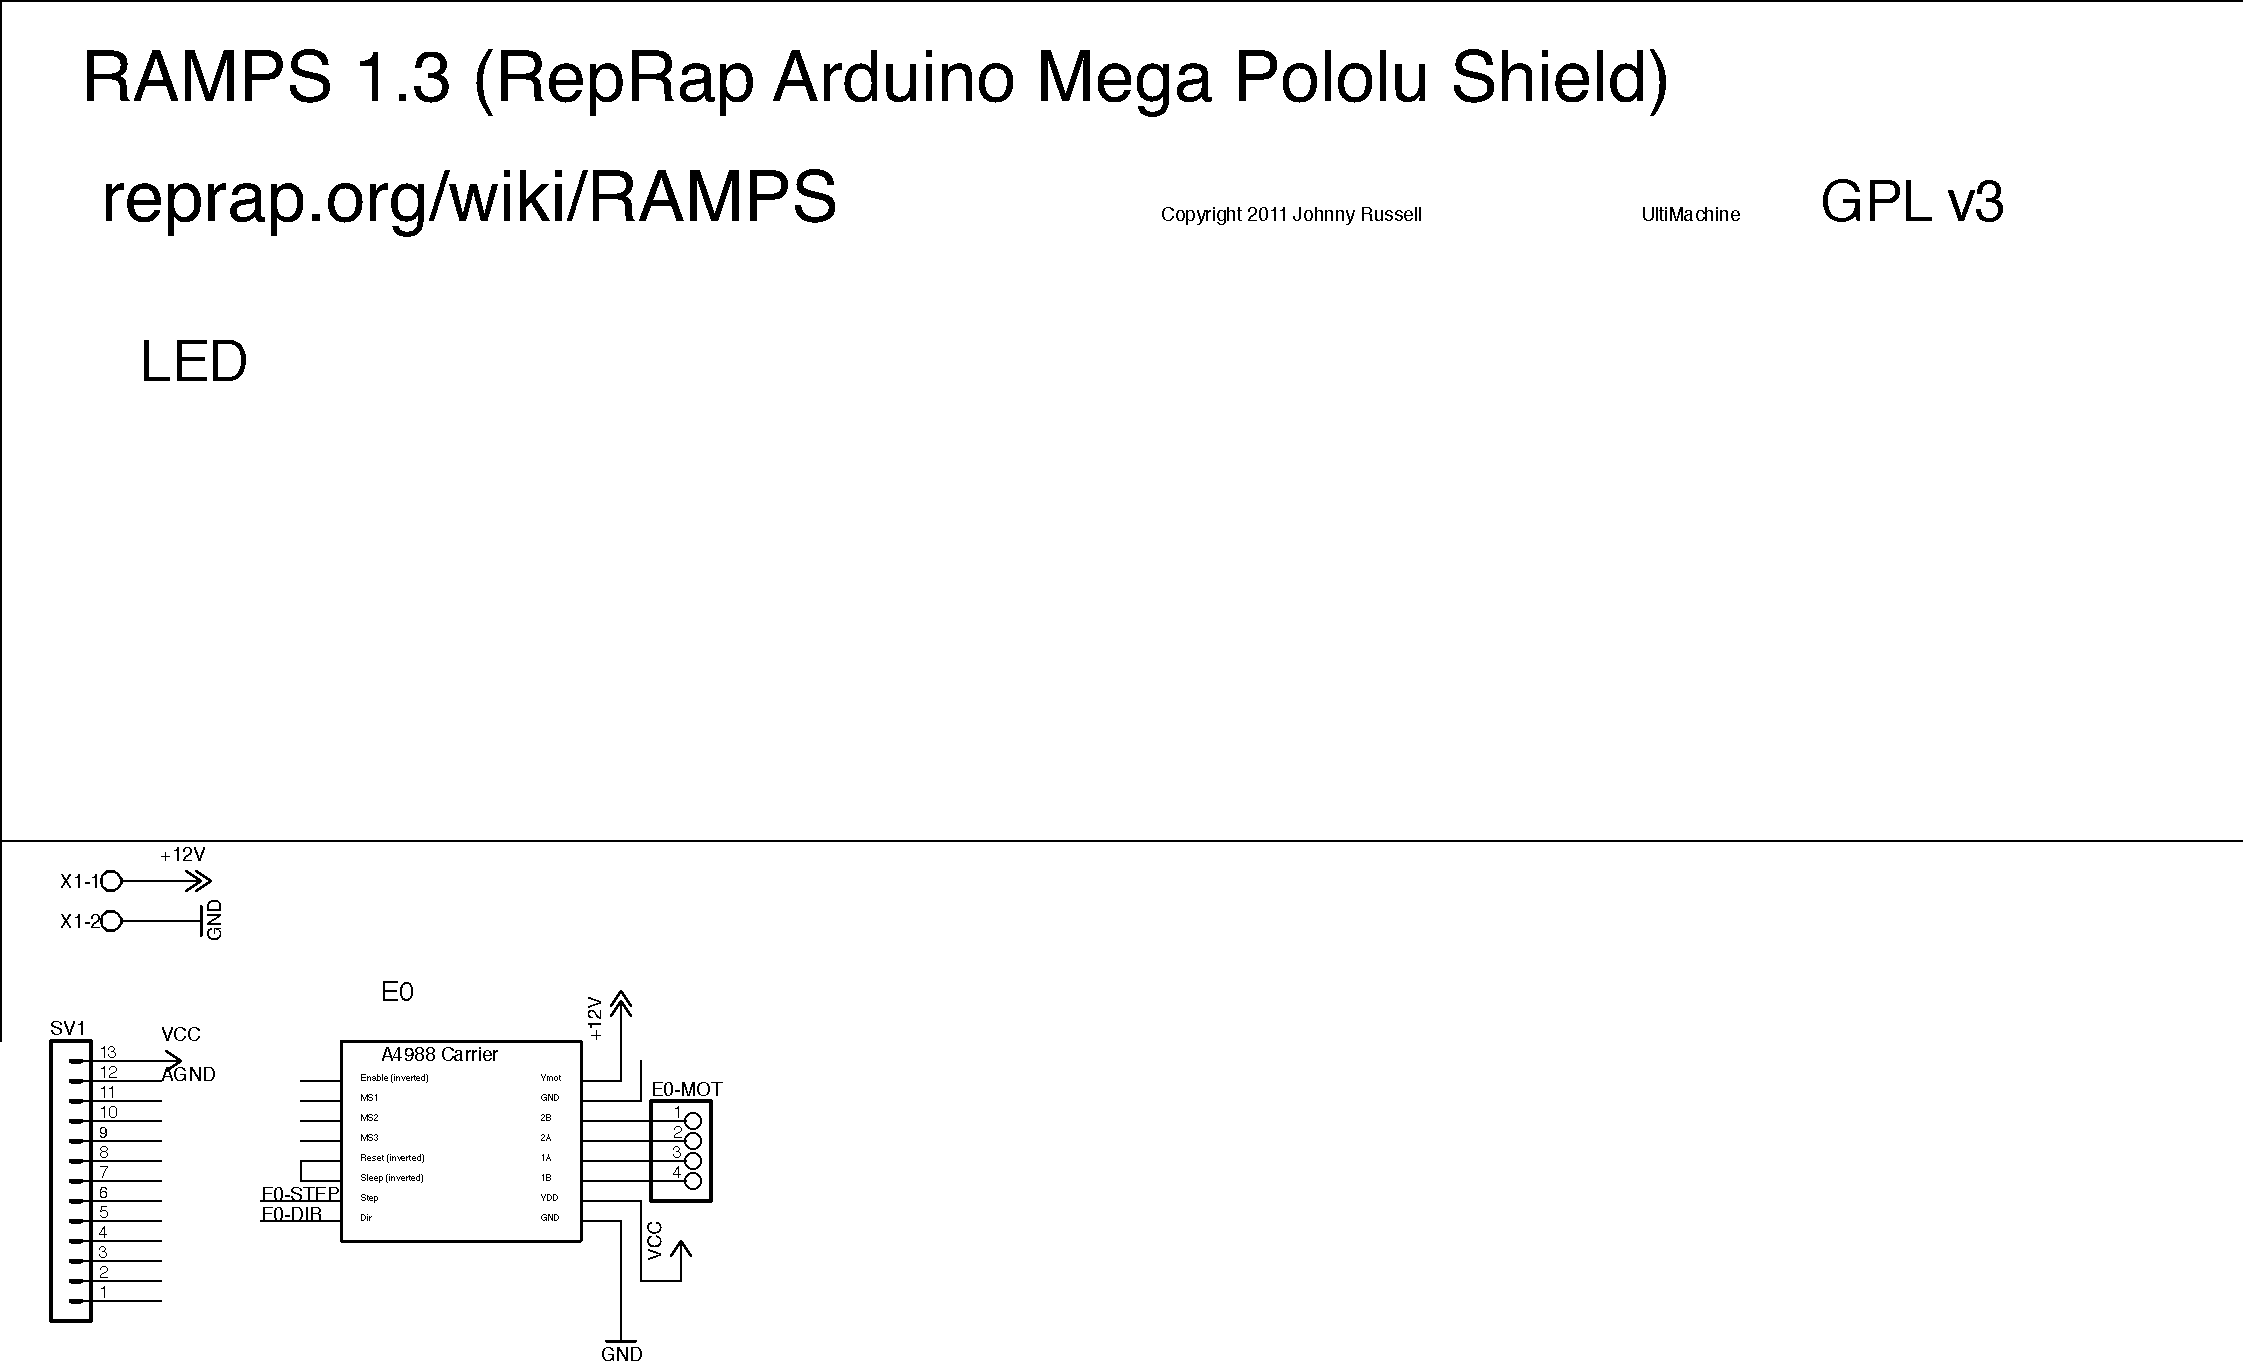 RAMPS 1.3 (RepRap Arduino Mega Pololu Shield)
reprap.org/wiki/RAMPS
Copyright 2011 Johnny Russell
UltiMachine
GPL v3
LED
+12V
X1-1
X1-2
GND
E0
SV1
VCC
AGND
13
12
11
10
9
8
7
6
5
4
3
2
1
A4988 Carrier
Enable (inverted)
MS1
MS2
MS3
Reset (inverted)
Sleep (inverted)
Step
Dir
E0-STEP
E0-DIR
Vmot
GND
2B
2A
1A
1B
VDD
GND
+12V
E0-MOT
1
2
3
4
VCC
GND